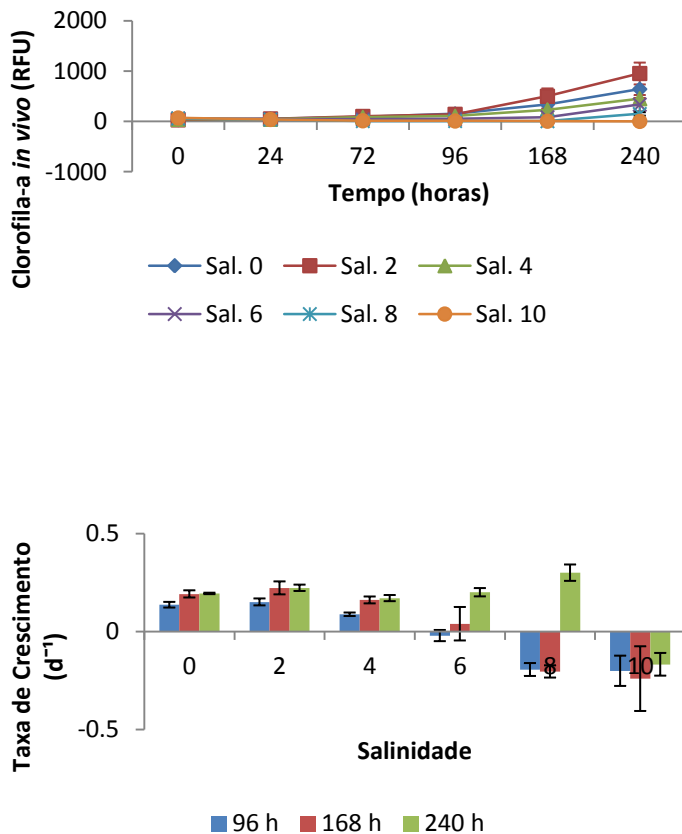 Clorofila-a in vivo (RFU)
2000
1000
0
-1000
0 24 72 96 168 240
Tempo (horas)
Sal. 0 Sal. 2 Sal. 4
Sal. 6 Sal. 8 Sal. 10
Taxa de Crescimento
(d⁻¹)
0.5
0
-0.5
0 2 4 6 8 10
Salinidade
96 h 168 h 240 h